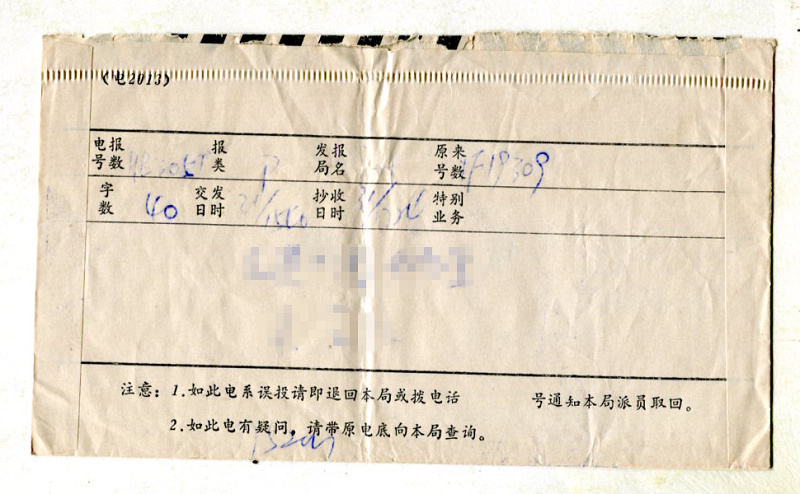 (电2013)
电报号数 报类 发报局名 原来号数 F19309
字数 40 交发日时 抄收日时 特别业务
注意：1.如此电系误投请即退回本局或拨电话 号通知本局派员取回。
2.如此电有疑问，请带原电底向本局查询。